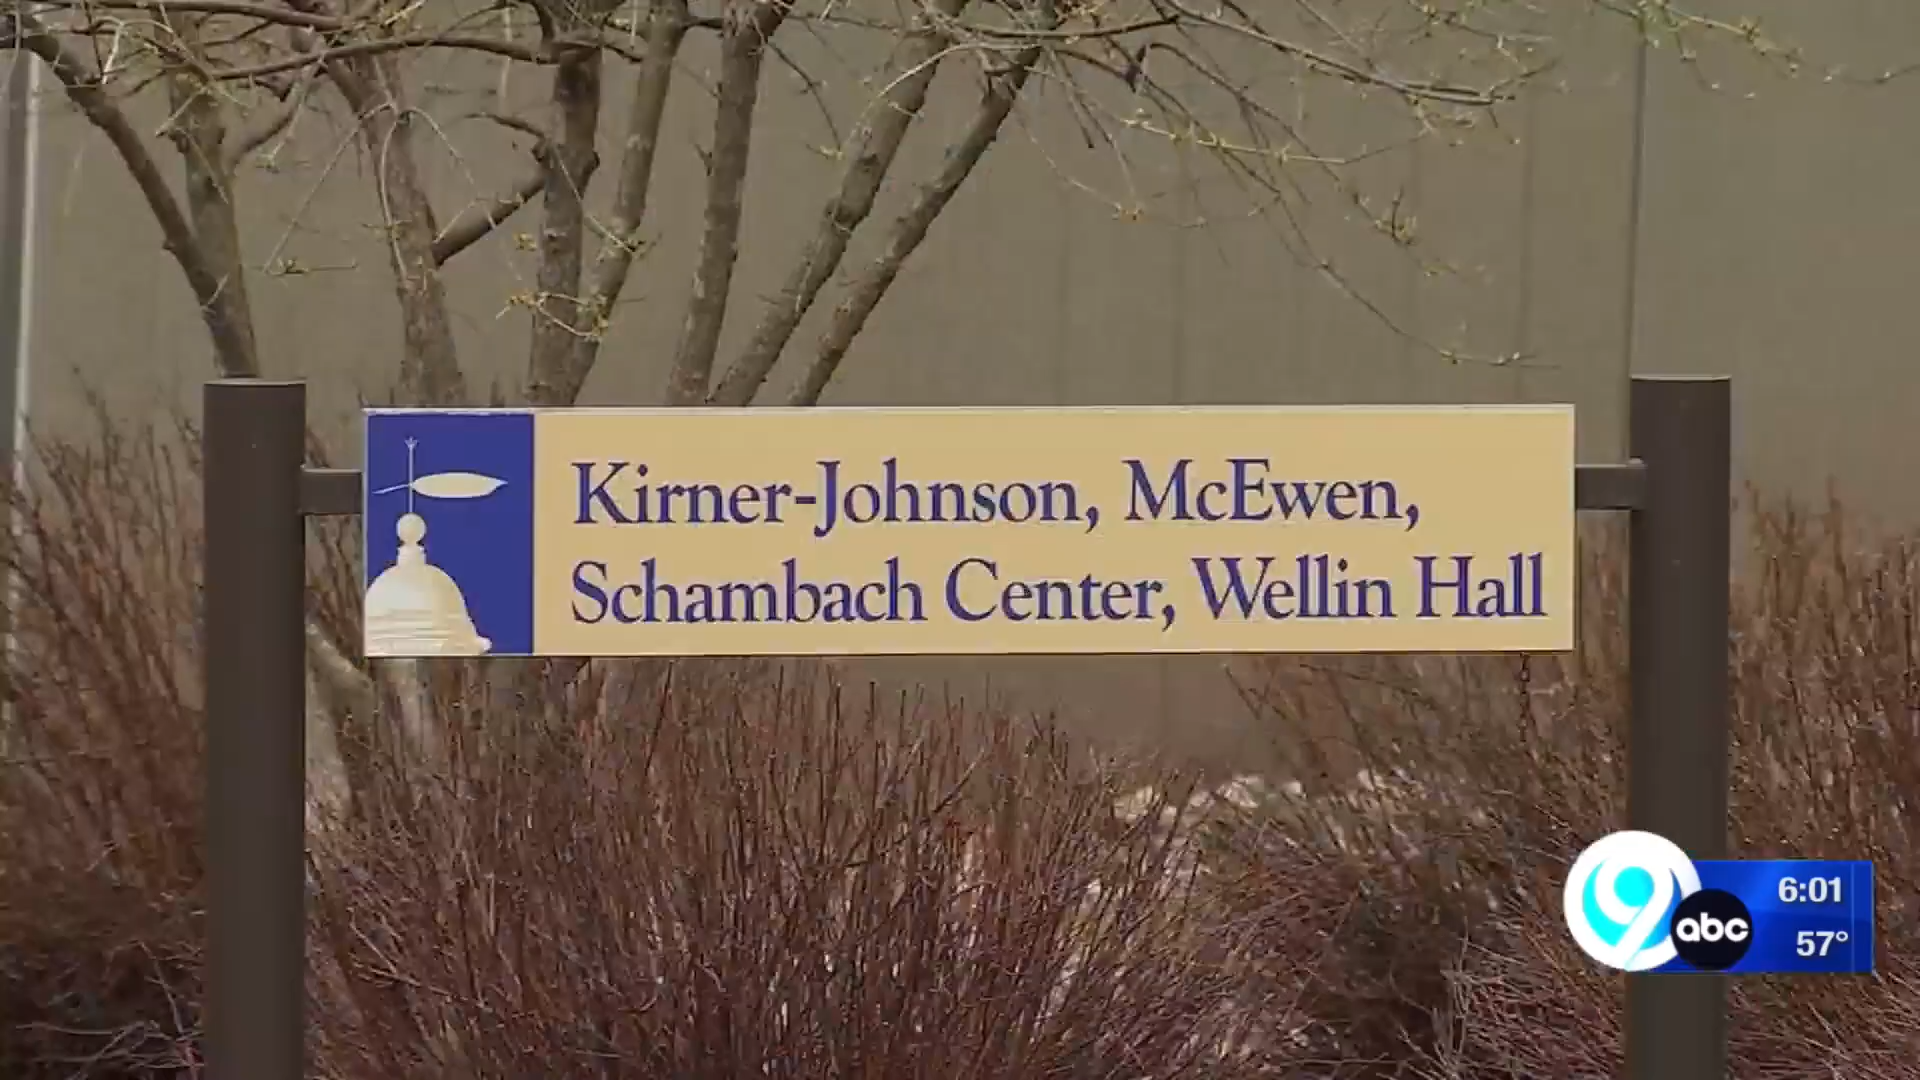 Kirner-Johnson, McEwen,
Schambach Center, Wellin Hall
9
abc
6:01
57°